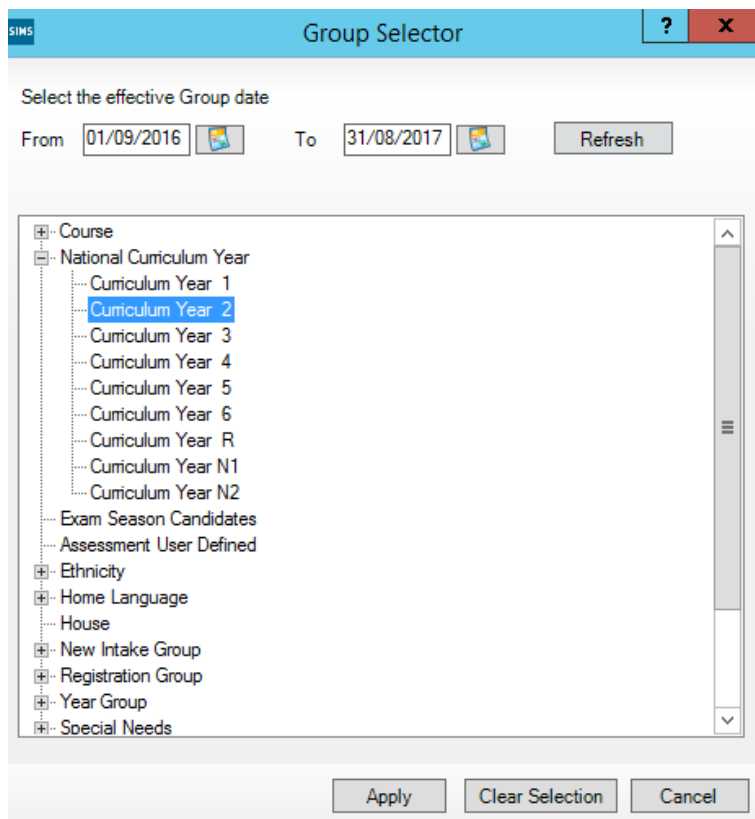 SIMS
Group Selector
?
x
Select the effective Group date
From 01/09/2016 To 31/08/2017 Refresh
Course
National Curriculum Year
Curriculum Year 1
Curriculum Year 2
Curriculum Year 3
Curriculum Year 4
Curriculum Year 5
Curriculum Year 6
Curriculum Year R
Curriculum Year N1
Curriculum Year N2
Exam Season Candidates
Assessment User Defined
Ethnicity
Home Language
House
New Intake Group
Registration Group
Year Group
Special Needs
Apply Clear Selection Cancel